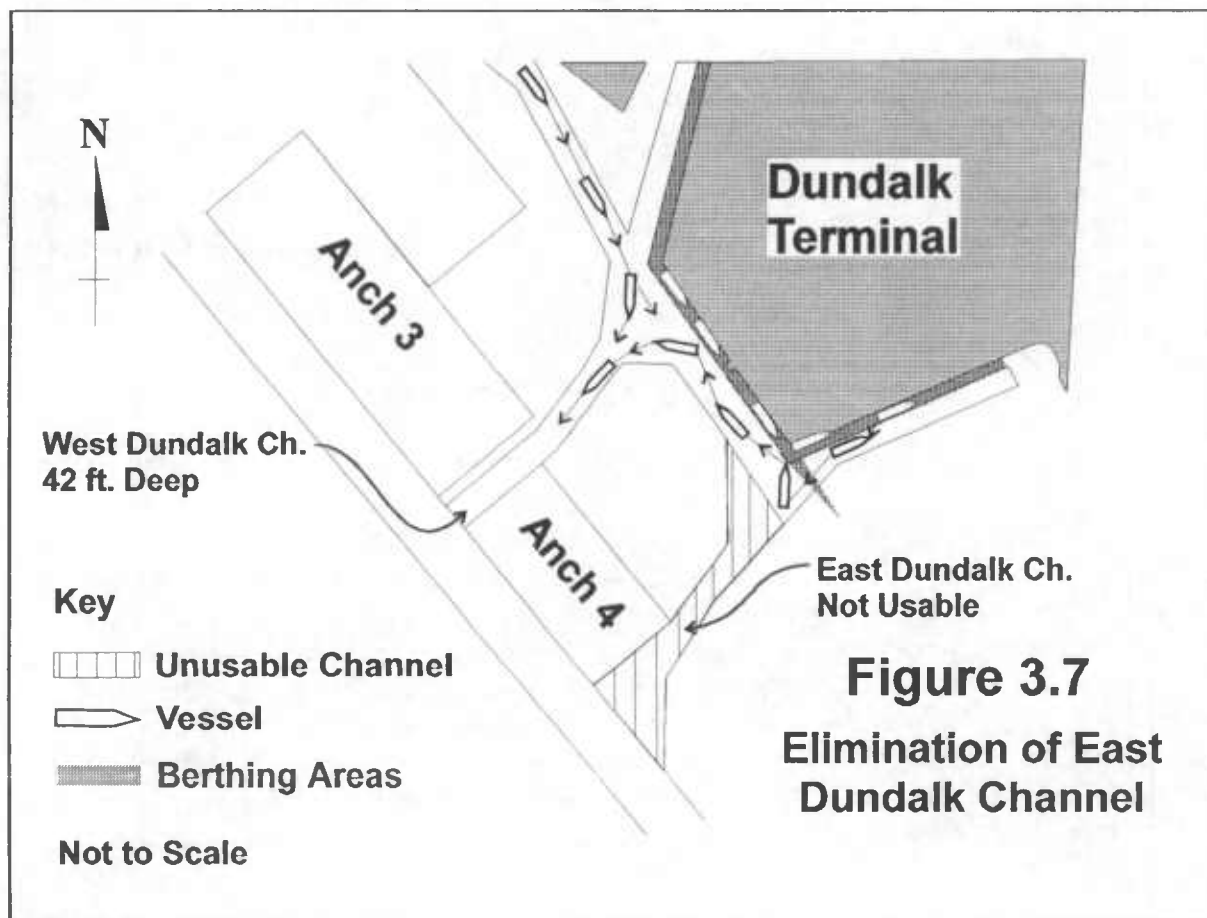 N
Dundalk
Terminal
Anch 3
West Dundalk Ch.
42 ft. Deep
Anch 4
East Dundalk Ch.
Not Usable
Key
Unusable Channel
Vessel
Berthing Areas
Not to Scale
Figure 3.7
Elimination of East
Dundalk Channel